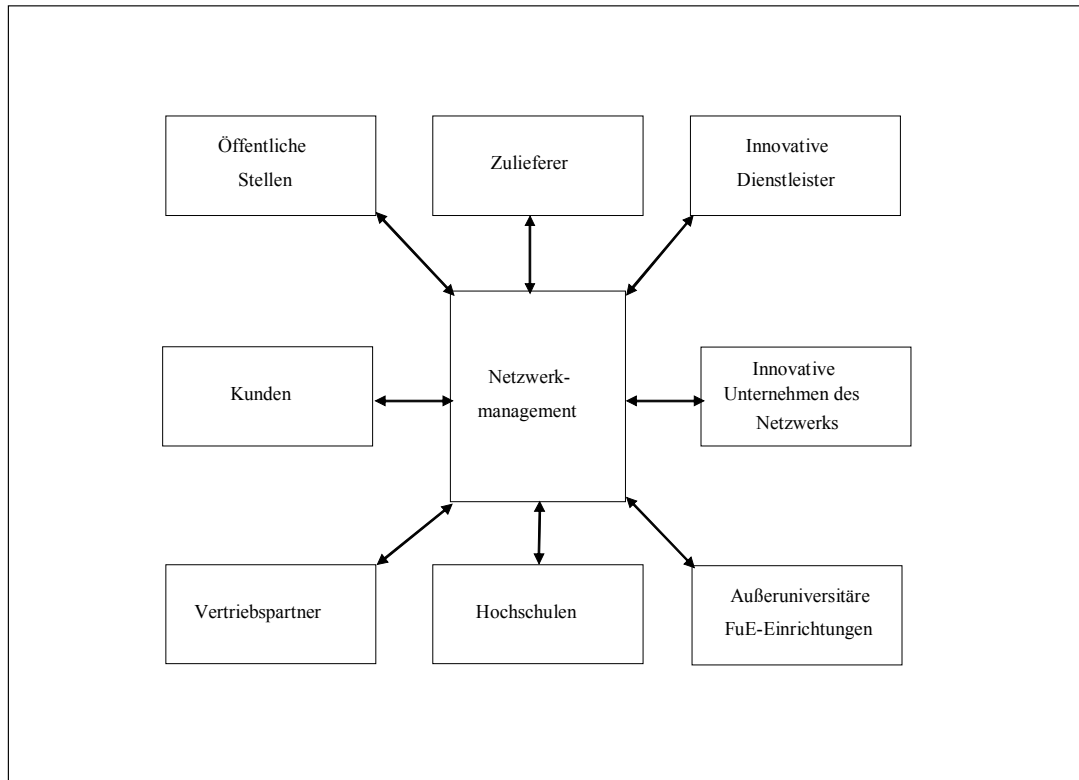 Öffentliche
Stellen
Zulieferer
Innovative
Dienstleister
Kunden
Netzwerk-
management
Innovative
Unternehmen des
Netzwerks
Vertriebspartner
Hochschulen
Außeruniversitäre
FuE-Einrichtungen